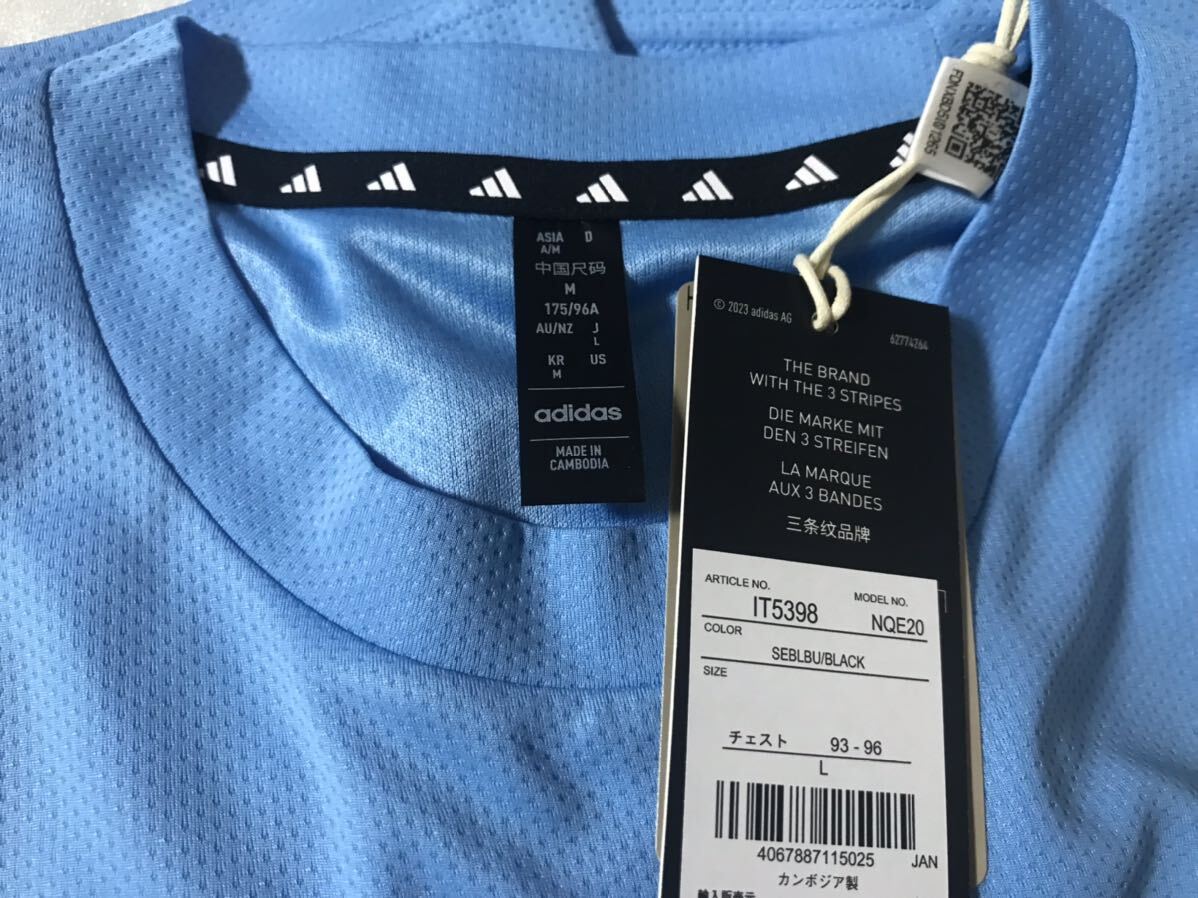 ASIA D
A/M
中国尺码
M
175/96A
AU/NZ J
L
KR US
M
adidas
MADE IN
CAMBODIA
© 2023 adidas AG
62774264
THE BRAND
WITH THE 3 STRIPES
DIE MARKE MIT
DEN 3 STREIFEN
LA MARQUE
AUX 3 BANDES
三条纹品牌
ARTICLE NO. MODEL NO.
IT5398 NQE20
COLOR
SEBLBU/BLACK
SIZE
チェスト 93 - 96
L
4067887115025 JAN
カンボジア製